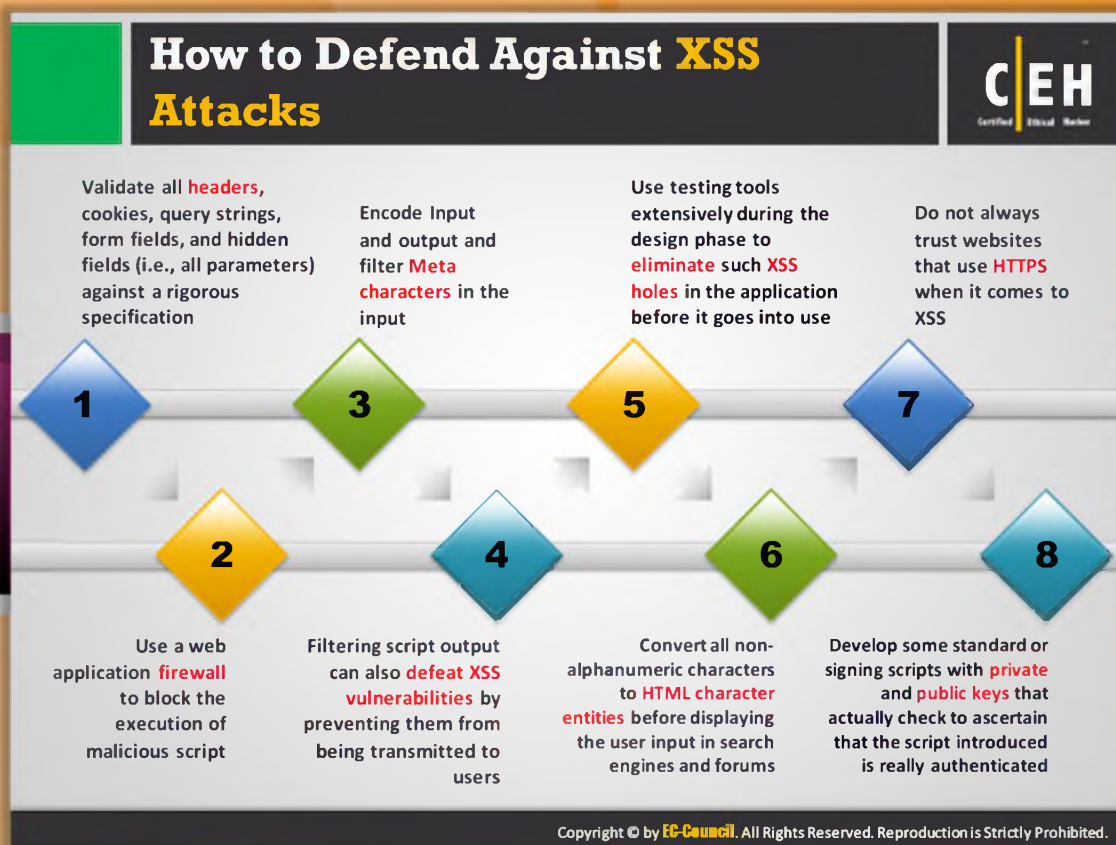 How to Defend Against XSS
Attacks
C|EH
Certified Ethical Hacker
Validate all headers,
cookies, query strings,
form fields, and hidden
fields (i.e., all parameters)
against a rigorous
specification
Encode Input
and output and
filter Meta
characters in the
input
Use testing tools
extensively during the
design phase to
eliminate such XSS
holes in the application
before it goes into use
Do not always
trust websites
that use HTTPS
when it comes to
XSS
1
3
5
7
2
4
6
8
Use a web
application firewall
to block the
execution of
malicious script
Filtering script output
can also defeat XSS
vulnerabilities by
preventing them from
being transmitted to
users
Convert all non-
alphanumeric characters
to HTML character
entities before displaying
the user input in search
engines and forums
Develop some standard or
signing scripts with private
and public keys that
actually check to ascertain
that the script introduced
is really authenticated
Copyright © by EC-Council. All Rights Reserved. Reproduction is Strictly Prohibited.